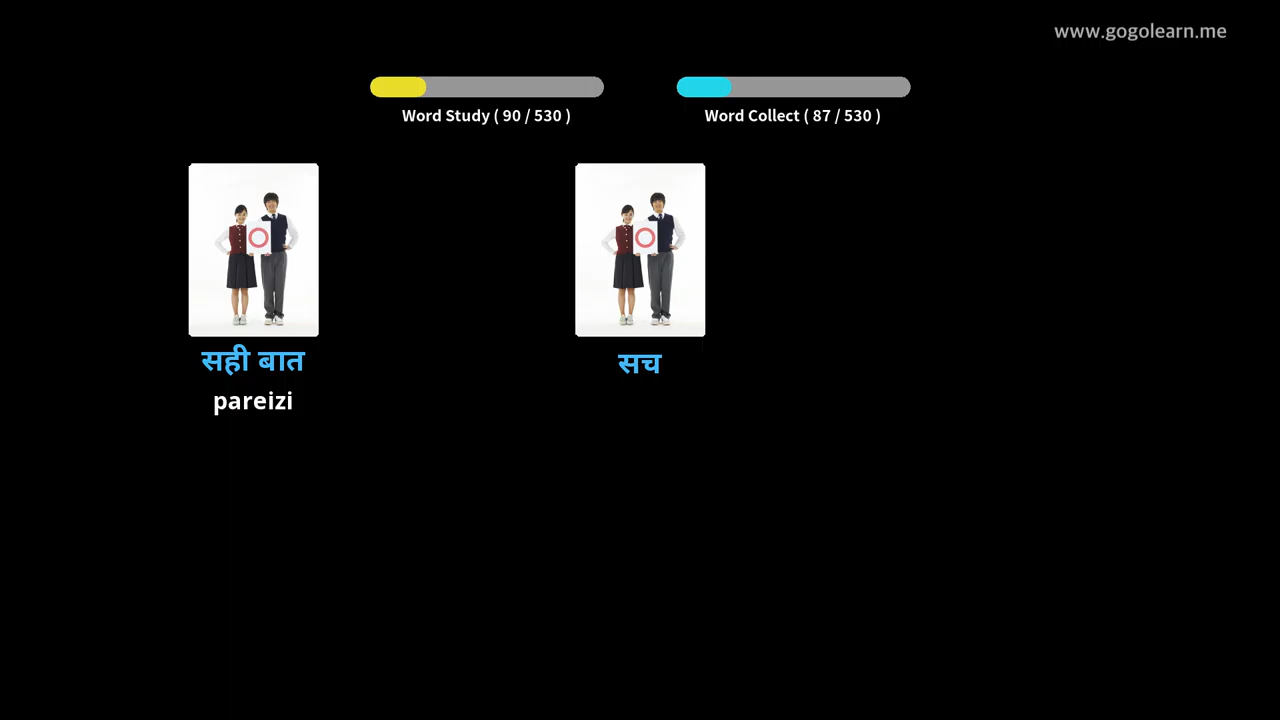 www.gogolearn.me
Word Study ( 90 / 530 )
Word Collect ( 87 / 530 )
सही बात
pareizi
सच